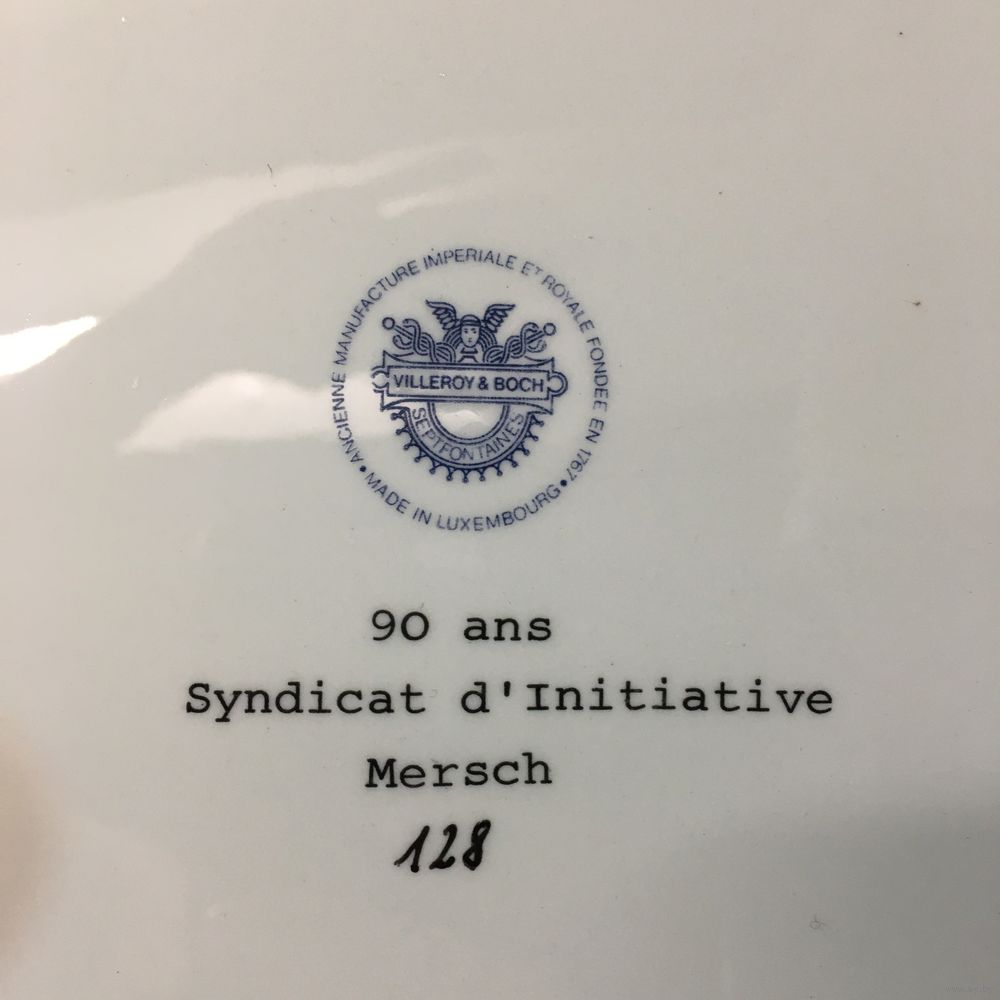 ANCIENNE MANUFACTURE IMPERIALE ET ROYALE FONDÉE EN 1767
VILLEROY & BOCH
SEPTFONTAINES
• MADE IN LUXEMBOURG •
90 ans
Syndicat d'Initiative
Mersch
128